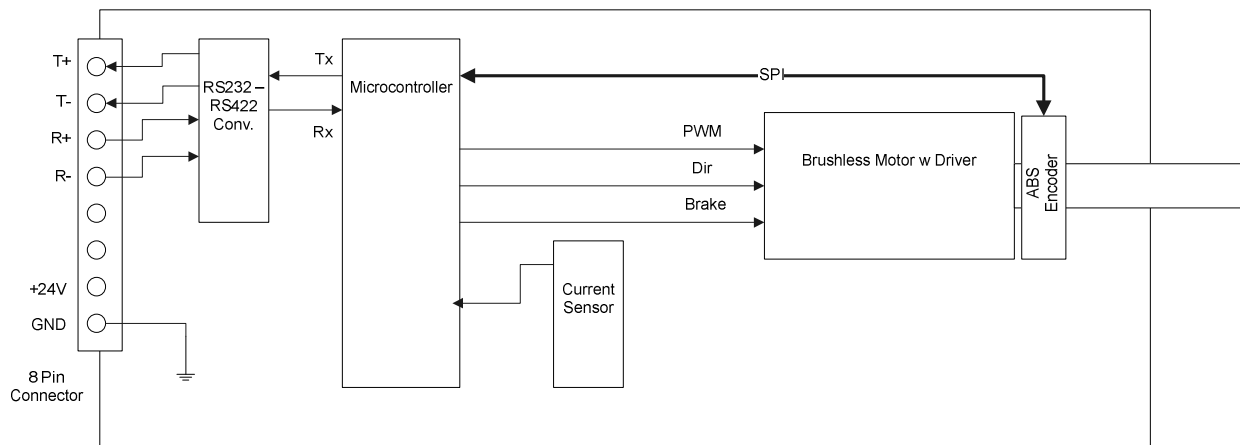 T+
T-
R+
R-
+24V
GND
8 Pin
Connector
RS232 –
RS422
Conv.
Tx
Rx
Microcontroller
SPI
PWM
Dir
Brake
Current
Sensor
Brushless Motor w Driver
ABS
Encoder